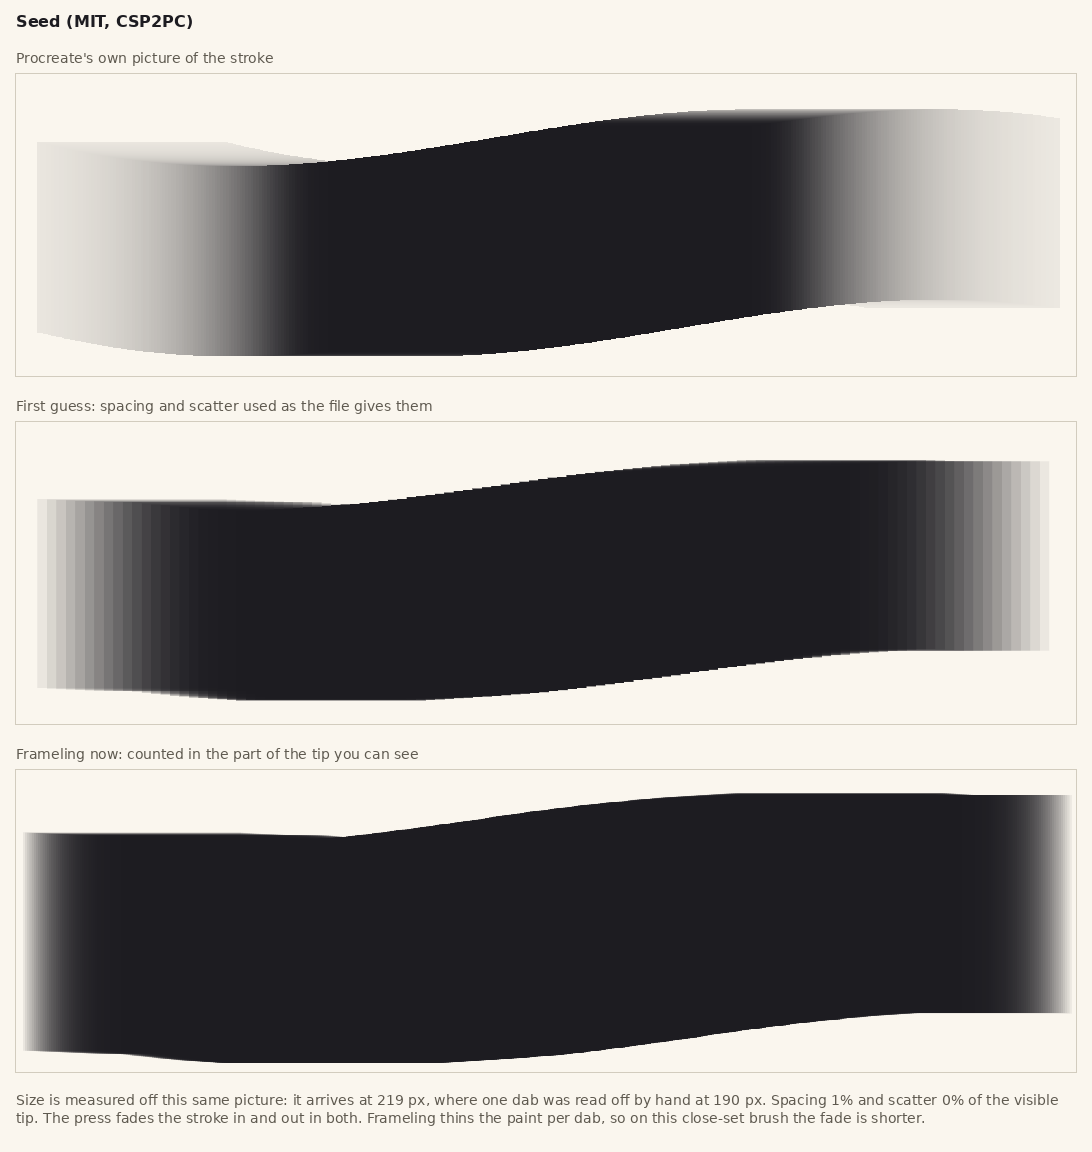 Seed (MIT, CSP2PC)
Procreate's own picture of the stroke
First guess: spacing and scatter used as the file gives them
Frameling now: counted in the part of the tip you can see
Size is measured off this same picture: it arrives at 219 px, where one dab was read off by hand at 190 px. Spacing 1% and scatter 0% of the visible
tip. The press fades the stroke in and out in both. Frameling thins the paint per dab, so on this close-set brush the fade is shorter.